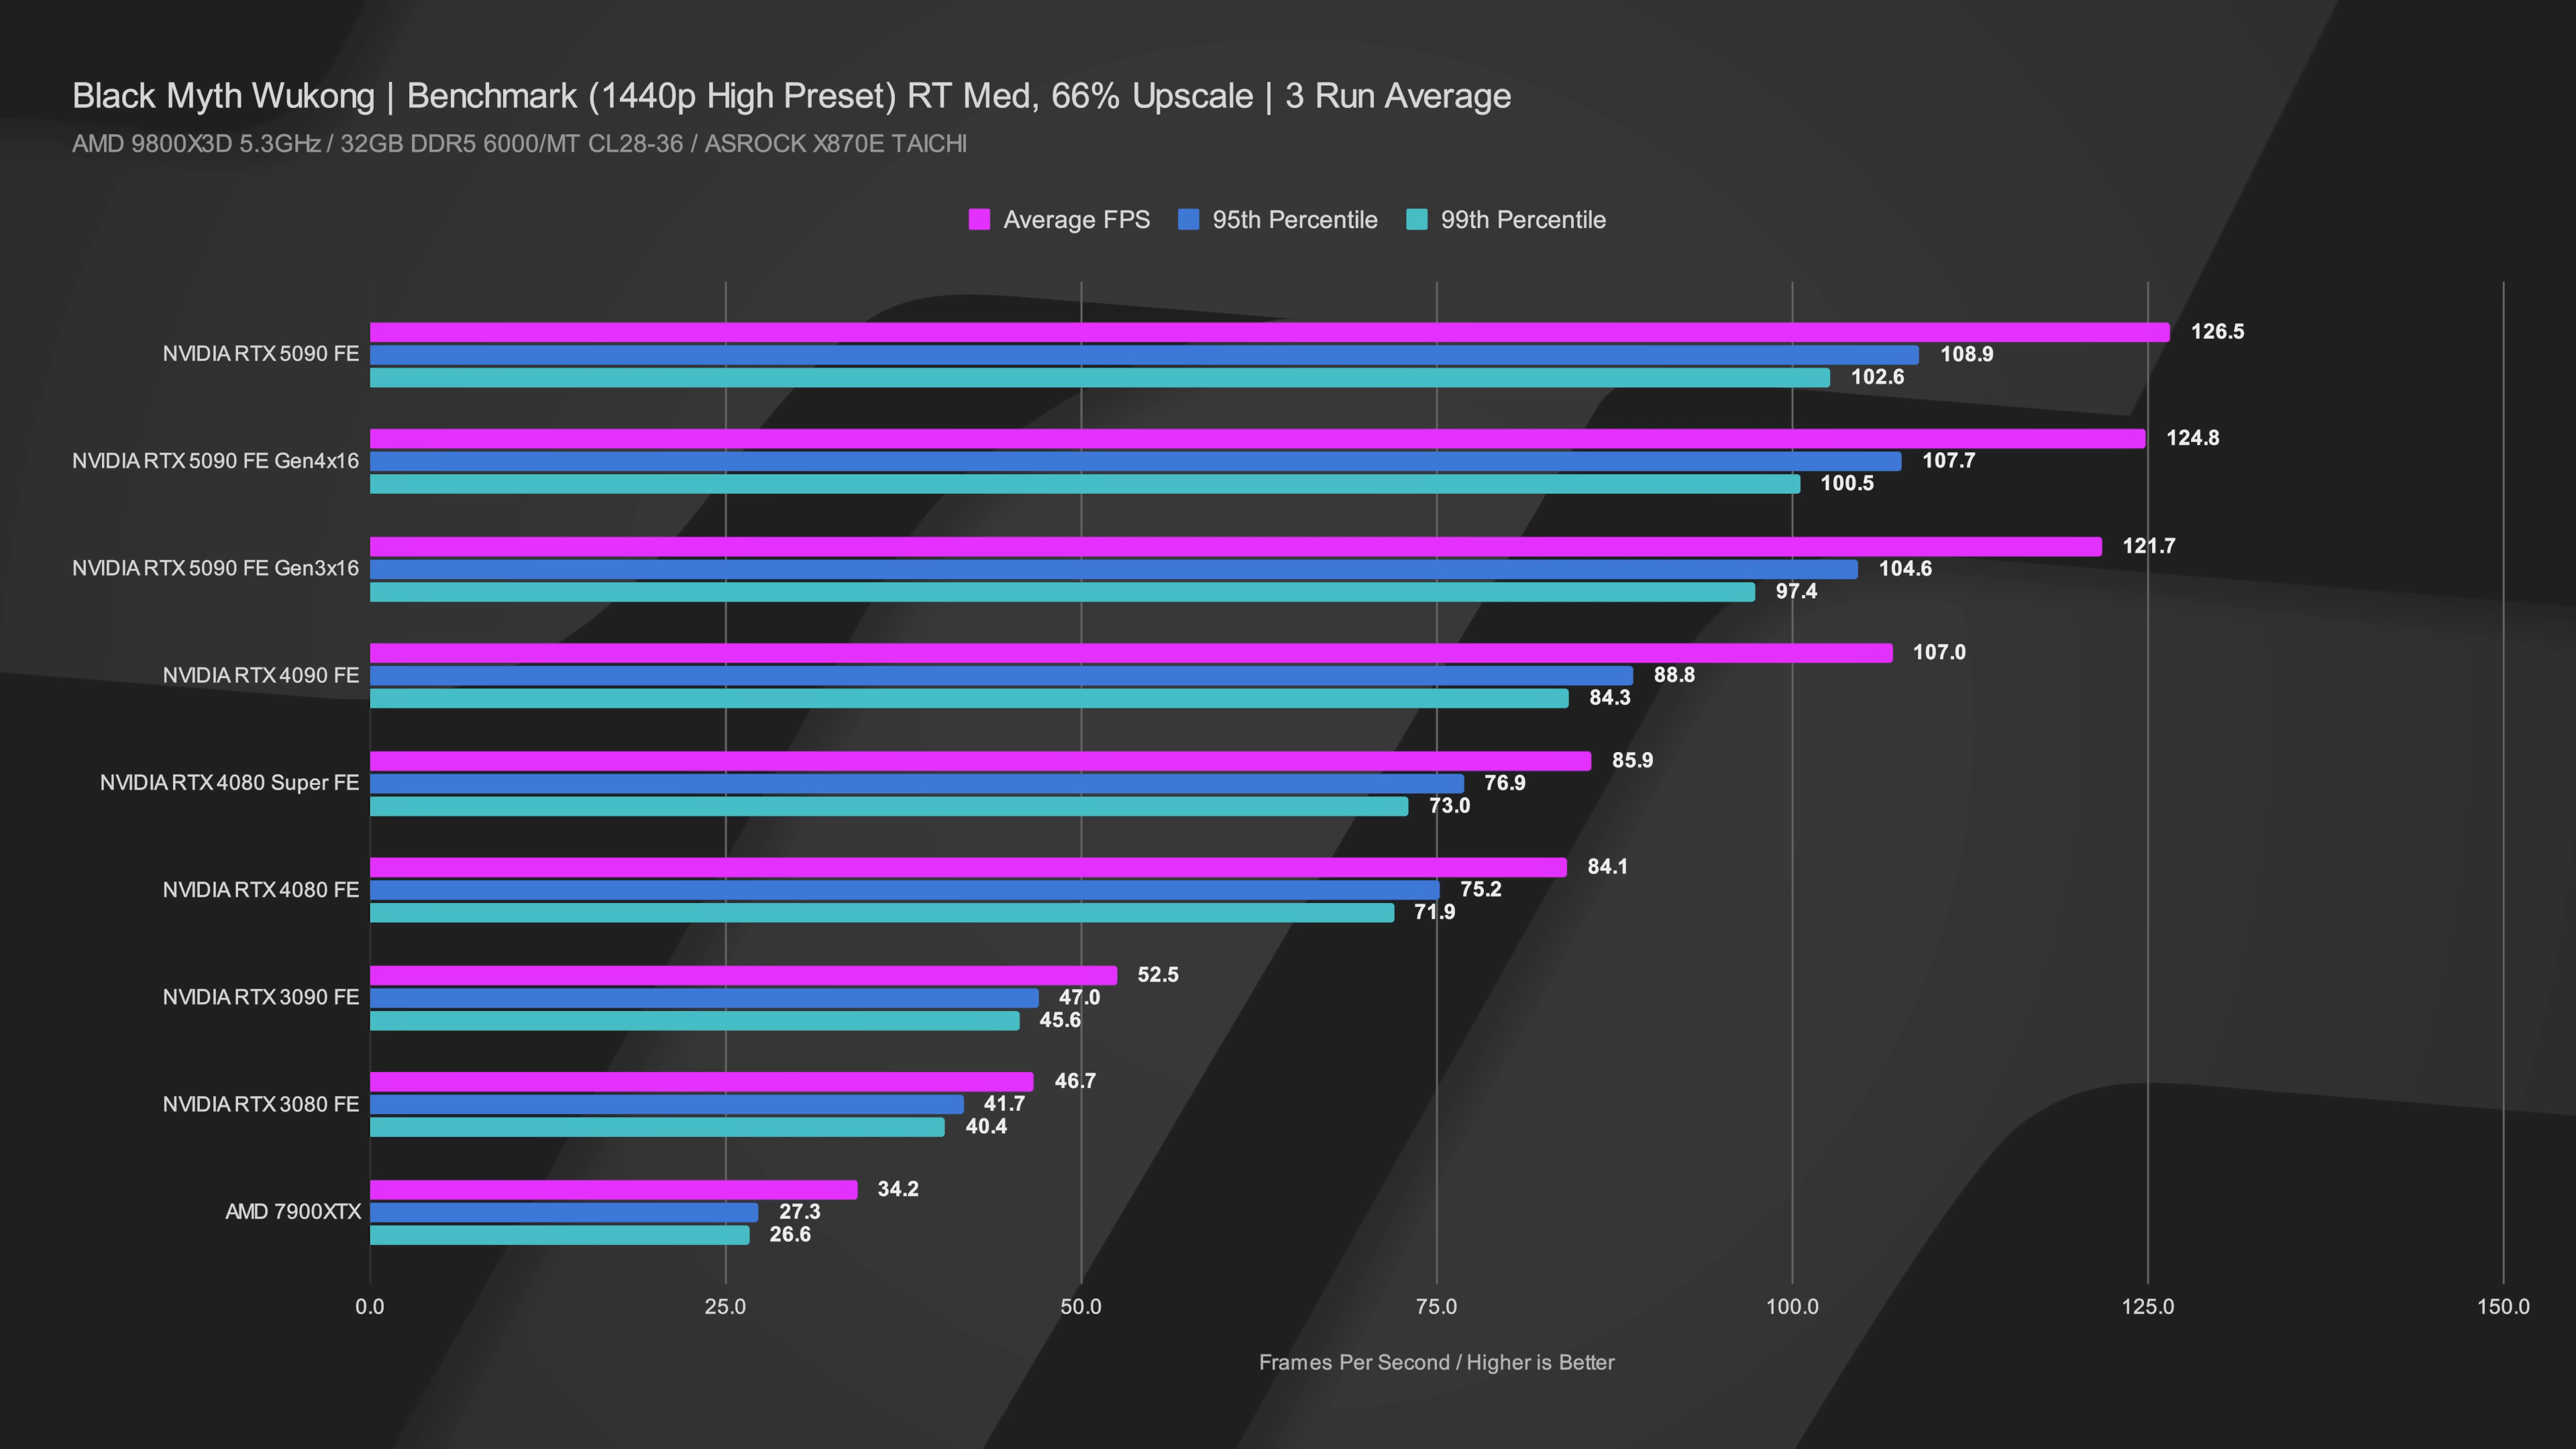 Black Myth Wukong | Benchmark (1440p High Preset) RT Med, 66% Upscale | 3 Run Average
AMD 9800X3D 5.3GHz / 32GB DDR5 6000/MT CL28-36 / ASROCK X870E TAICHI
Average FPS 95th Percentile 99th Percentile
NVIDIA RTX 5090 FE
126.5
108.9
102.6
NVIDIA RTX 5090 FE Gen4x16
124.8
107.7
100.5
NVIDIA RTX 5090 FE Gen3x16
121.7
104.6
97.4
NVIDIA RTX 4090 FE
107.0
88.8
84.3
NVIDIA RTX 4080 Super FE
85.9
76.9
73.0
NVIDIA RTX 4080 FE
84.1
75.2
71.9
NVIDIA RTX 3090 FE
52.5
47.0
45.6
NVIDIA RTX 3080 FE
46.7
41.7
40.4
AMD 7900XTX
34.2
27.3
26.6
0.0 25.0 50.0 75.0 100.0 125.0 150.0
Frames Per Second / Higher is Better